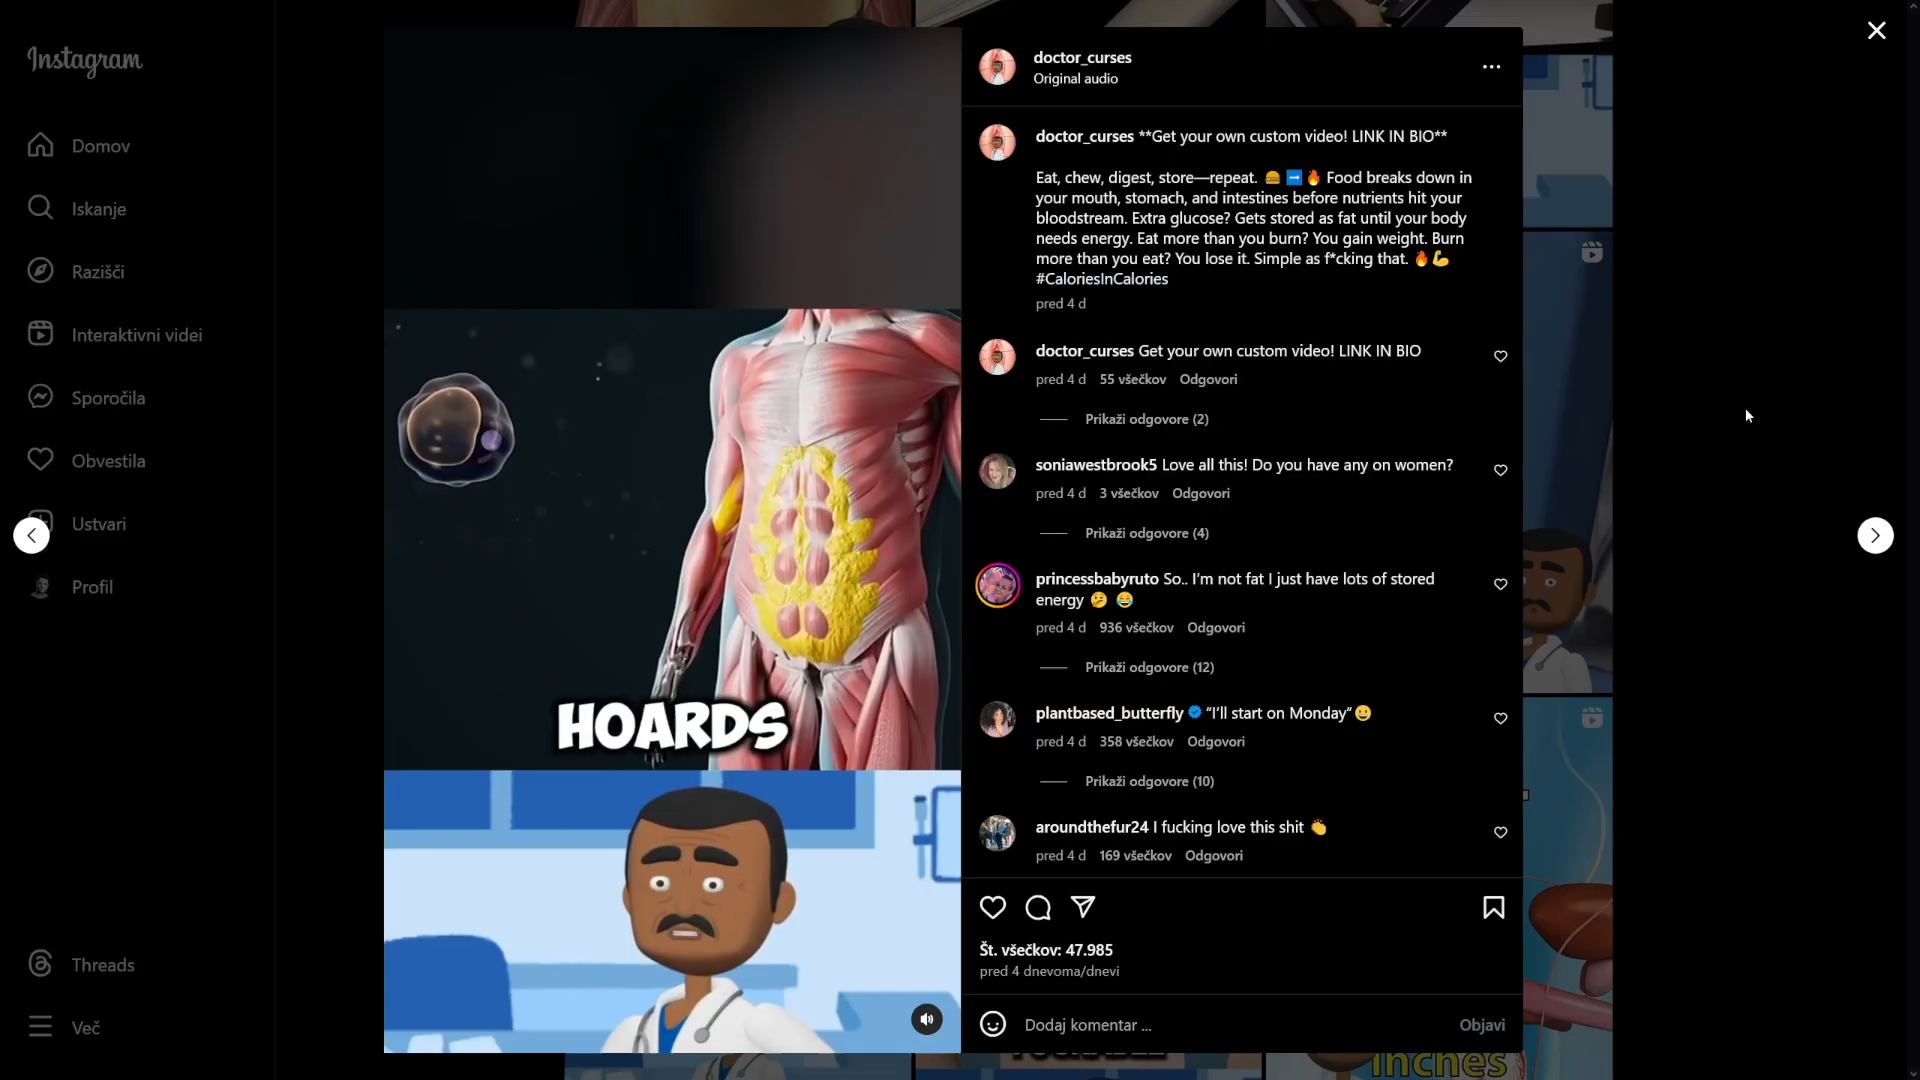 Instagram
Domov
Iskanje
Razišči
Interaktivni videi
Sporočila
Obvestila
Ustvari
Profil
Threads
Več
HOARDS
doctor_curses
Original audio
doctor_curses **Get your own custom video! LINK IN BIO**
Eat, chew, digest, store—repeat. 🍔➡️🔥 Food breaks down in
your mouth, stomach, and intestines before nutrients hit your
bloodstream. Extra glucose? Gets stored as fat until your body
needs energy. Eat more than you burn? You gain weight. Burn
more than you eat? You lose it. Simple as f*cking that. 🔥💪
#CaloriesInCalories
pred 4 d
doctor_curses Get your own custom video! LINK IN BIO
pred 4 d 55 všečkov Odgovori
Prikaži odgovore (2)
soniawestbrook5 Love all this! Do you have any on women?
pred 4 d 3 všečkov Odgovori
Prikaži odgovore (4)
princessbabyruto So.. I'm not fat I just have lots of stored
energy 🤔 😂
pred 4 d 936 všečkov Odgovori
Prikaži odgovore (12)
plantbased_butterfly “I'll start on Monday”😀
pred 4 d 358 všečkov Odgovori
Prikaži odgovore (10)
aroundthefur24 I fucking love this shit 👏
pred 4 d 169 všečkov Odgovori
Št. všečkov: 47.985
pred 4 dnevoma/dnevi
Dodaj komentar ...
Objavi
inches